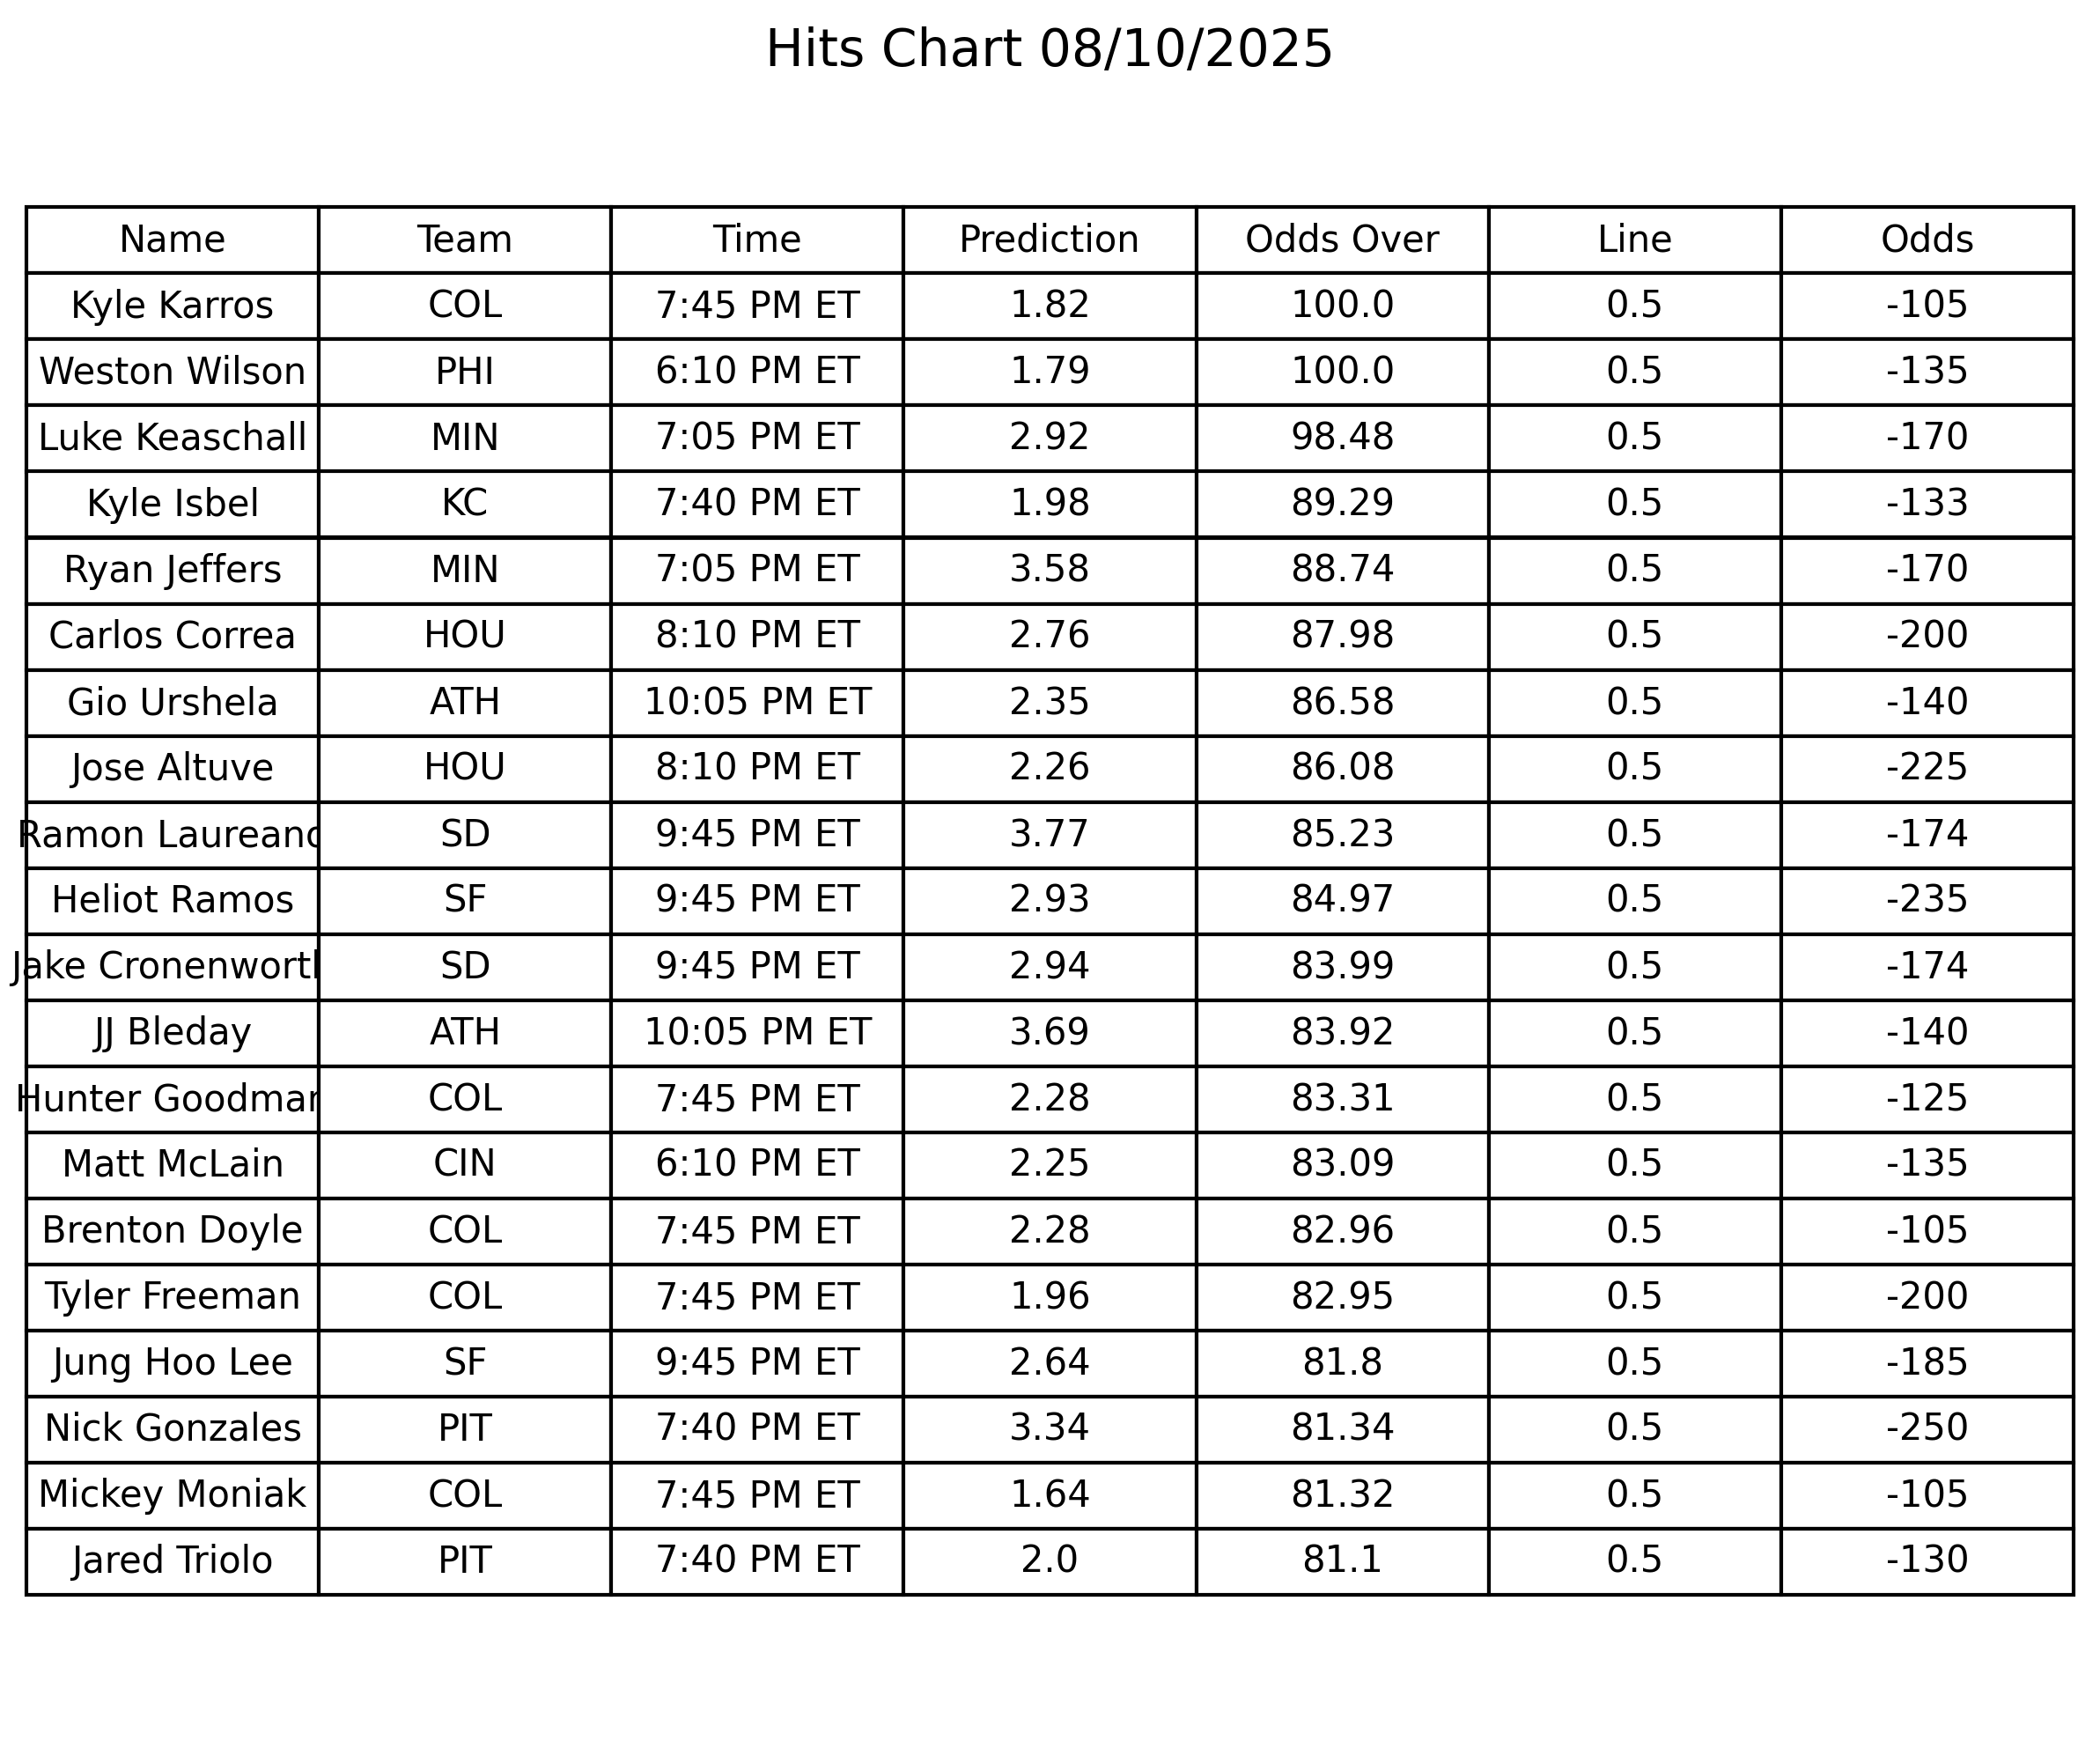 Hits Chart 08/10/2025
Name Team Time Prediction Odds Over Line Odds
Kyle Karros COL 7:45 PM ET 1.82 100.0 0.5 -105
Weston Wilson PHI 6:10 PM ET 1.79 100.0 0.5 -135
Luke Keaschall MIN 7:05 PM ET 2.92 98.48 0.5 -170
Kyle Isbel KC 7:40 PM ET 1.98 89.29 0.5 -133
Ryan Jeffers MIN 7:05 PM ET 3.58 88.74 0.5 -170
Carlos Correa HOU 8:10 PM ET 2.76 87.98 0.5 -200
Gio Urshela ATH 10:05 PM ET 2.35 86.58 0.5 -140
Jose Altuve HOU 8:10 PM ET 2.26 86.08 0.5 -225
Ramon Laureano SD 9:45 PM ET 3.77 85.23 0.5 -174
Heliot Ramos SF 9:45 PM ET 2.93 84.97 0.5 -235
Jake Cronenworth SD 9:45 PM ET 2.94 83.99 0.5 -174
JJ Bleday ATH 10:05 PM ET 3.69 83.92 0.5 -140
Hunter Goodman COL 7:45 PM ET 2.28 83.31 0.5 -125
Matt McLain CIN 6:10 PM ET 2.25 83.09 0.5 -135
Brenton Doyle COL 7:45 PM ET 2.28 82.96 0.5 -105
Tyler Freeman COL 7:45 PM ET 1.96 82.95 0.5 -200
Jung Hoo Lee SF 9:45 PM ET 2.64 81.8 0.5 -185
Nick Gonzales PIT 7:40 PM ET 3.34 81.34 0.5 -250
Mickey Moniak COL 7:45 PM ET 1.64 81.32 0.5 -105
Jared Triolo PIT 7:40 PM ET 2.0 81.1 0.5 -130